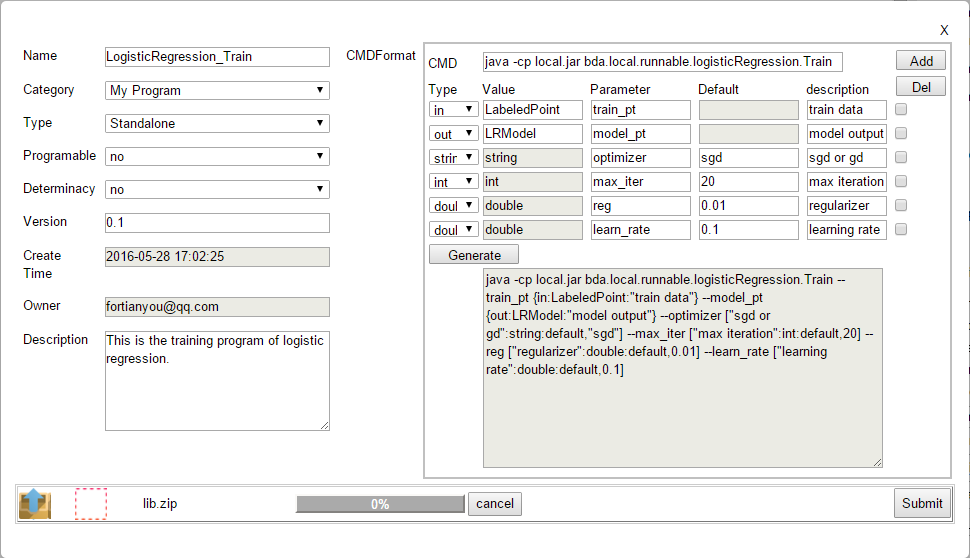 X
Name LogisticRegression_Train
Category My Program
Type Standalone
Programable no
Determinacy no
Version 0.1
Create
Time
2016-05-28 17:02:25
Owner fortianyou@qq.com
Description This is the training program of logistic
regression.
CMDFormat
CMD java -cp local.jar bda.local.runnable.logisticRegression.Train Add
Del
Type Value Parameter Default description
in LabeledPoint train_pt train data
out LRModel model_pt model output
strir string optimizer sgd sgd or gd
int int max_iter 20 max iteration
doul double reg 0.01 regularizer
doul double learn_rate 0.1 learning rate
Generate
java -cp local.jar bda.local.runnable.logisticRegression.Train --
train_pt {in:LabeledPoint:"train data"} --model_pt
{out:LRModel:"model output"} --optimizer ["sgd or
gd":string:default,"sgd"] --max_iter ["max iteration":int:default,20] --
reg ["regularizer":double:default,0.01] --learn_rate ["learning
rate":double:default,0.1]
lib.zip 0% cancel Submit